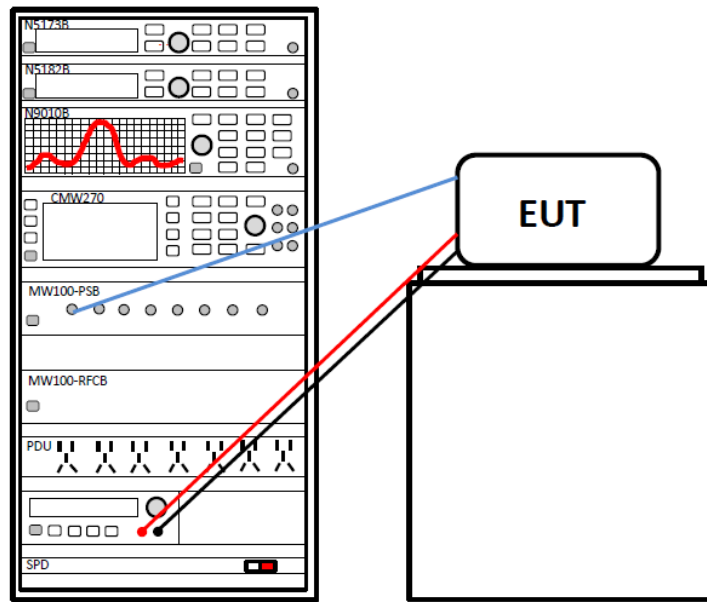 N5173B
N5182B
N9010B
CMW270
EUT
MW100-PSB
MW100-RFCB
PDU
SPD